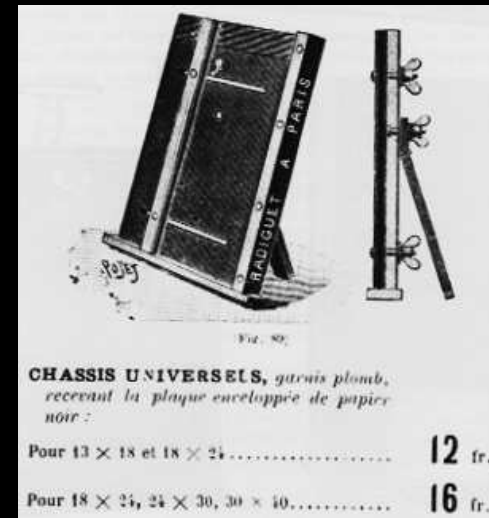 RADIGUET A PARIS
POYET
Fig. 89.
CHASSIS UNIVERSELS, garnis plomb,
recevant la plaque enveloppée de papier
noir :
Pour 13 × 18 et 18 × 24.................... 12 fr.
Pour 18 × 24, 24 × 30, 30 × 40............ 16 fr.